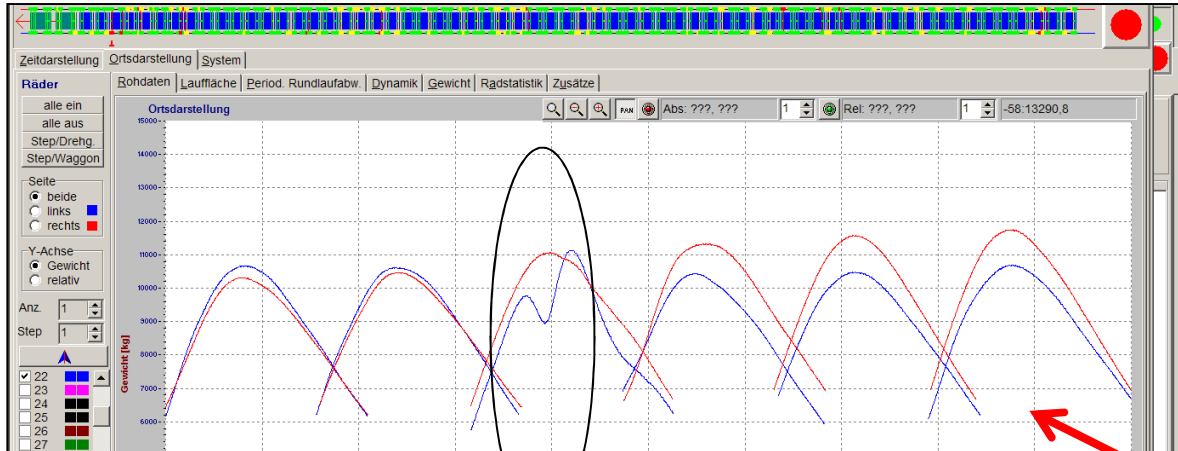 Zeitdarstellung Ortsdarstellung System
Räder
Rohdaten Lauffläche Period. Rundlaufabw. Dynamik Gewicht Radstatistik Zusätze
alle ein
alle aus
Step/Drehg.
Step/Waggon
Seite
beide
links
rechts
Y-Achse
Gewicht
relativ
Anz. 1
Step 1
22
23
24
25
26
27
Ortsdarstellung
PAN Abs: ???, ??? 1 Rel: ???, ??? 1 -58:13290,8
15000
14000
13000
12000
11000
10000
9000
8000
7000
6000
Gewicht [kg]